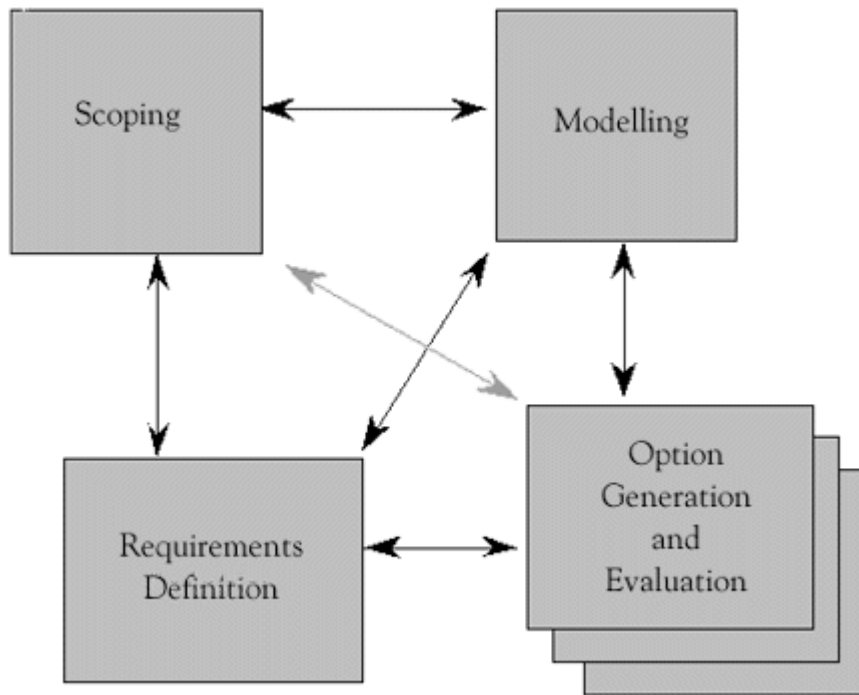 Scoping
Modelling
Requirements
Definition
Option
Generation
and
Evaluation